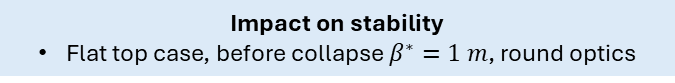 Impact on stability
• Flat top case, before collapse β* = 1 m, round optics